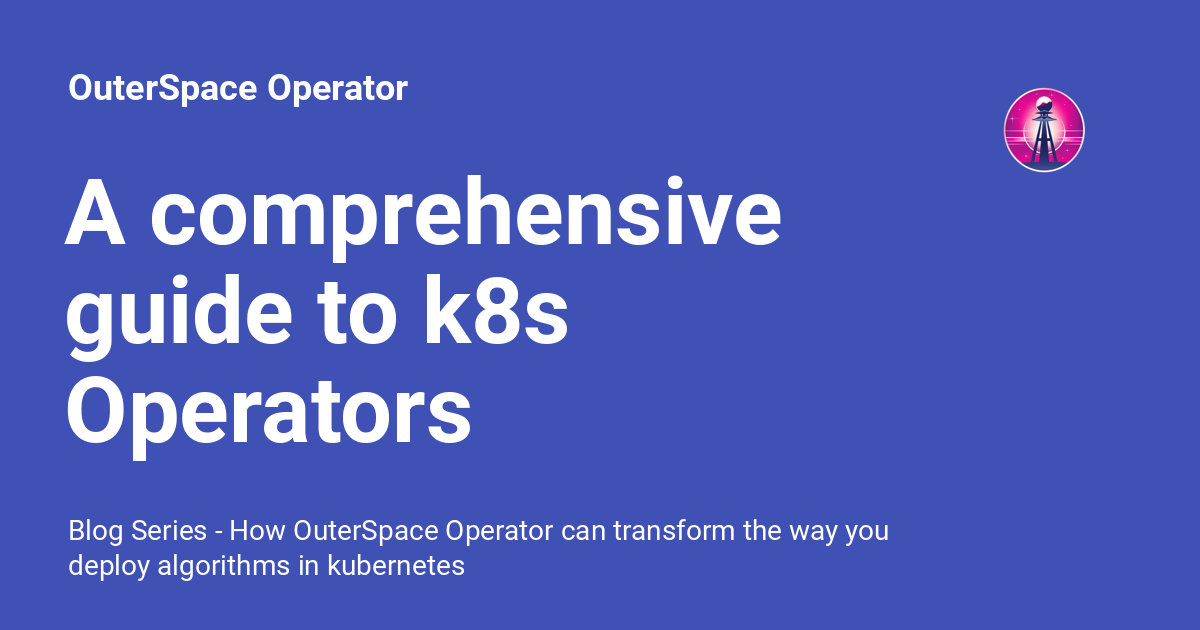 OuterSpace Operator
A comprehensive
guide to k8s
Operators
Blog Series - How OuterSpace Operator can transform the way you
deploy algorithms in kubernetes